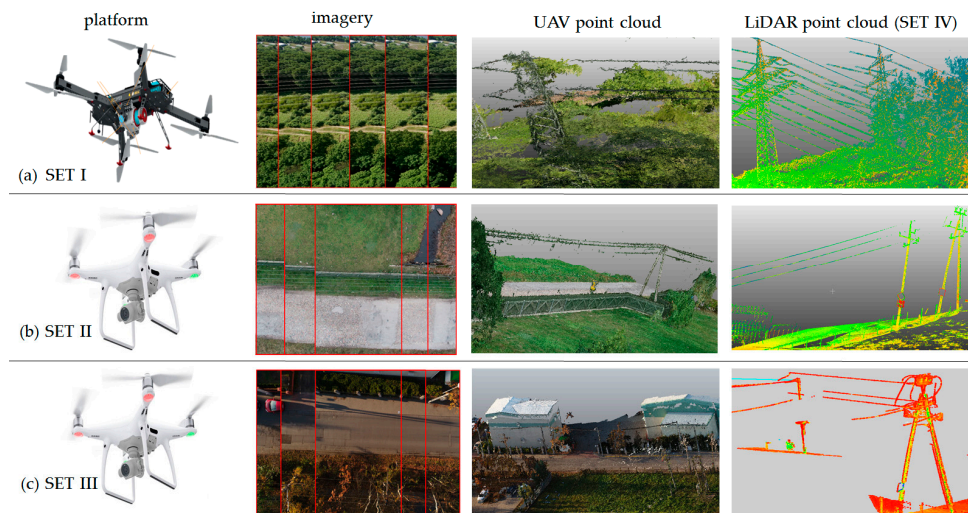 platform
imagery
UAV point cloud
LiDAR point cloud (SET IV)
(a) SET I
(b) SET II
(c) SET III